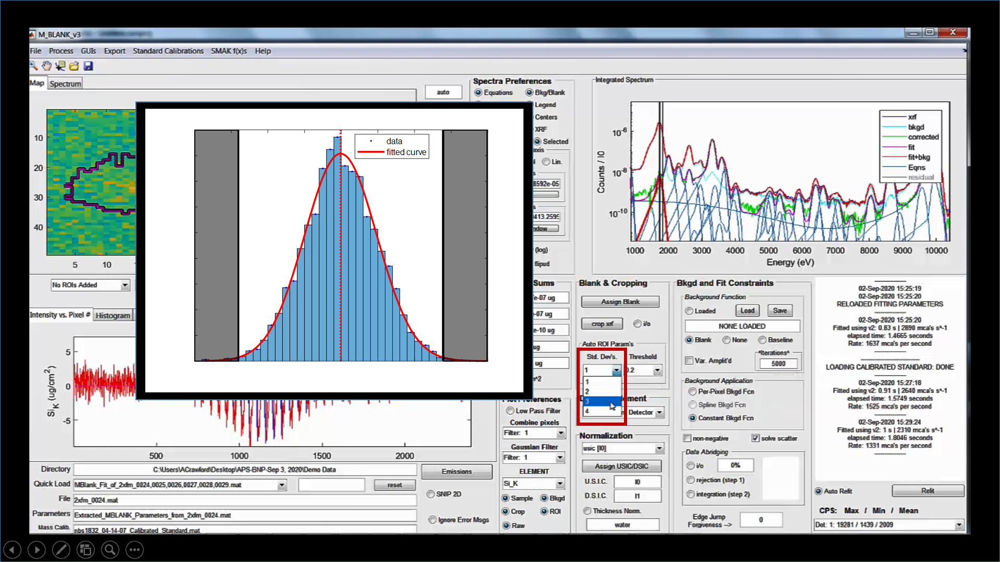 M_BLANK_v3
File Process GUIs Export Standard Calibrations SMAK f(x)s Help
Map Spectrum
auto
10
20
30
40
5 10
No ROIs Added
Intensity vs. Pixel # Histogram
Si_K (ug/cm^2)
5
0
-5
500 1000 1500 2000
data
fitted curve
Directory C:\Users\ACrawford\Desktop\APS-BNP-Sep 3, 2020\Demo Data
Quick Load MBlank_Fit_of_2xfm_0024,0025,0026,0027,0028,0029.mat reset
File 2xfm_0024.mat
Parameters Extracted_MBLANK_Parameters_from_2xfm_0024.mat
Mass Calib. nbs1832_04-14-07_Calibrated_Standard.mat
Emissions
SNIP 2D
Ignore Error Msgs
Spectra Preferences
Equations Bkg/Blank
Legend
Centers
XRF
Selected
axis
Lin.
8592e-05
413.2595
ndow
(log)
flipud
Sums
e-07 ug
-07 ug
e-10 ug
ug
ug
Low Pass Filter
Combine pixels
Filter: 1
Gaussian Filter
Filter: 1
ELEMENT
Si_K
Sample Bkgd
Crop ROI
Raw
Integrated Spectrum
Counts / I0
10^-6
10^-8
10^-10
1000 2000 3000 4000 5000 6000 7000 8000 9000 10000
Energy (eV)
xrf
bkgd
corrected
fit
fit+bkg
Eqns
residual
Blank & Cropping
Assign Blank
crop xrf i/o
Auto ROI Param's
Std. Dev's. Threshold
1 0.2
1
2
3
4
ement
Detector
Normalization
usic [I0]
Assign USIC/DSIC
U.S.I.C. I0
D.S.I.C. I1
Thickness Norm.
water
Bkgd and Fit Constraints
Background Function
Loaded Load Save
NONE LOADED
Blank None Baseline
Var. Amplit'd
*Iterations^
5000
Background Application
Per-Pixel Bkgd Fcn
Spline Bkgd Fcn
Constant Bkgd Fcn
non-negative solve scatter
Data Abridging
i/o 0%
rejection (step 1)
integration (step 2)
Edge Jump
Forgiveness --> 0
02-Sep-2020 15:25:19
02-Sep-2020 15:25:20
RELOADED FITTING PARAMETERS
02-Sep-2020 15:25:20
Fitted using v2: 0.83 s | 2890 mca's s^-1
elapsed time: 1.4665 seconds
Rate: 1637 mca's per second
LOADING CALIBRATED STANDARD: DONE
02-Sep-2020 15:27:18
Fitted using v2: 0.91 s | 2640 mca's s^-1
elapsed time: 1.5749 seconds
Rate: 1525 mca's per second
02-Sep-2020 15:29:24
Fitted using v2: 1 s | 2310 mca's s^-1
elapsed time: 1.8046 seconds
Rate: 1331 mca's per second
Auto Refit Refit
CPS: Max / Min / Mean
Det: 1: 19281 / 1439 / 2009